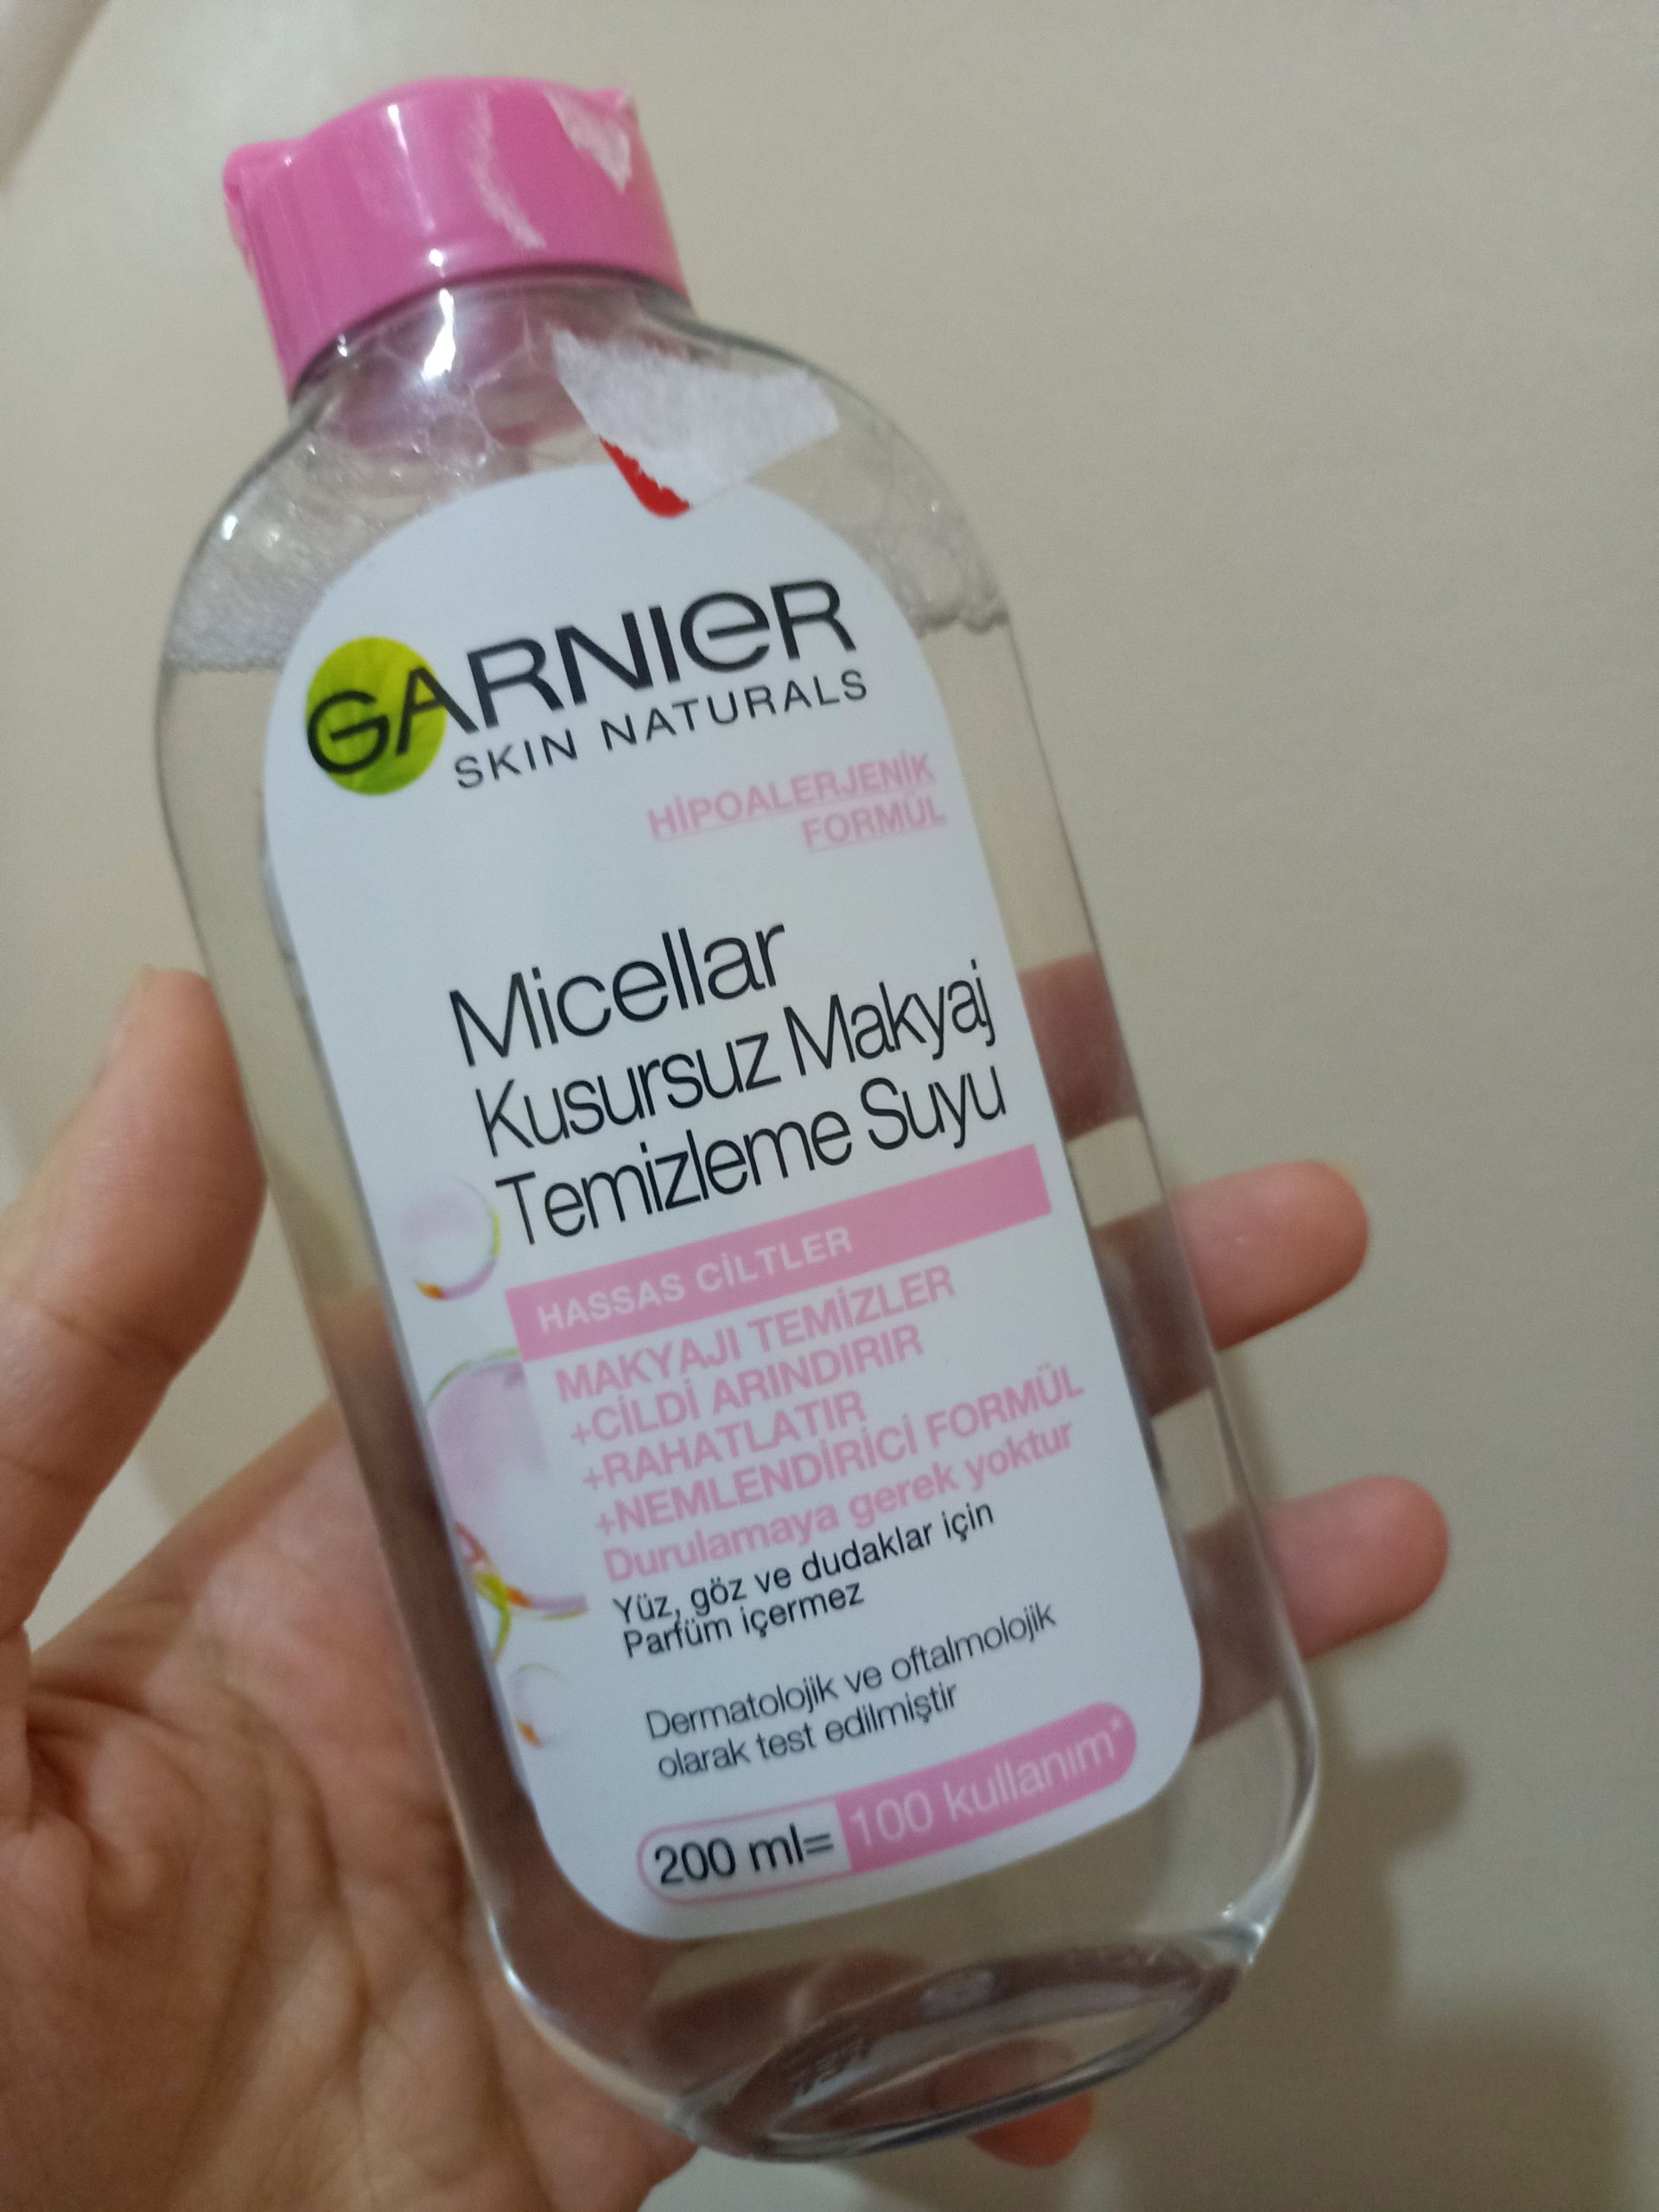 GARNIER
SKIN NATURALS
HİPOALERJENİK
FORMÜL
Micellar
Kusursuz Makyaj
Temizleme Suyu
HASSAS CİLTLER
MAKYAJI TEMİZLER
+CİLDİ ARINDIRIR
+RAHATLATIR
+NEMLENDİRİCİ FORMÜL
Durulamaya gerek yoktur
Yüz, göz ve dudaklar için
Parfüm içermez
Dermatolojik ve oftalmolojik
olarak test edilmiştir
200 ml= 100 kullanım*